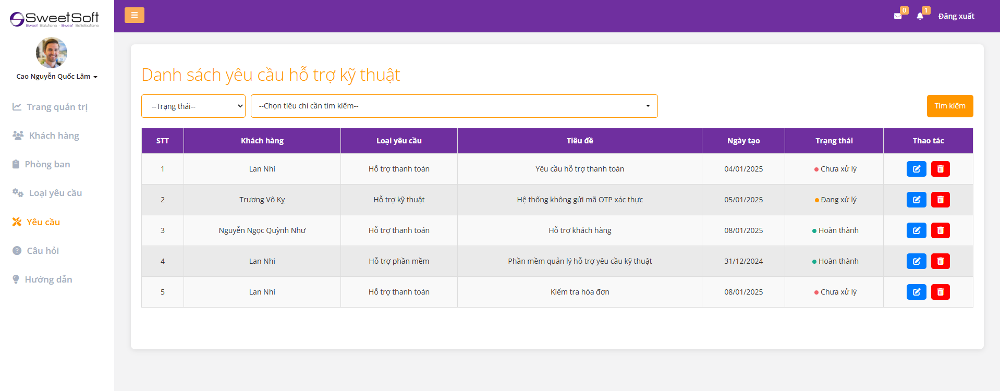 SweetSoft
Sweet Solutions - Sweet Satisfactions
Cao Nguyễn Quốc Lâm
Trang quản trị
Khách hàng
Phòng ban
Loại yêu cầu
Yêu cầu
Câu hỏi
Hướng dẫn
0 1 Đăng xuất
Danh sách yêu cầu hỗ trợ kỹ thuật
--Trạng thái-- --Chọn tiêu chí cần tìm kiếm-- Tìm kiếm
STT Khách hàng Loại yêu cầu Tiêu đề Ngày tạo Trạng thái Thao tác
1 Lan Nhi Hỗ trợ thanh toán Yêu cầu hỗ trợ thanh toán 04/01/2025 Chưa xử lý
2 Trương Vô Kỵ Hỗ trợ kỹ thuật Hệ thống không gửi mã OTP xác thực 05/01/2025 Đang xử lý
3 Nguyễn Ngọc Quỳnh Như Hỗ trợ thanh toán Hỗ trợ khách hàng 08/01/2025 Hoàn thành
4 Lan Nhi Hỗ trợ phần mềm Phần mềm quản lý hỗ trợ yêu cầu kỹ thuật 31/12/2024 Hoàn thành
5 Lan Nhi Hỗ trợ thanh toán Kiểm tra hóa đơn 08/01/2025 Chưa xử lý